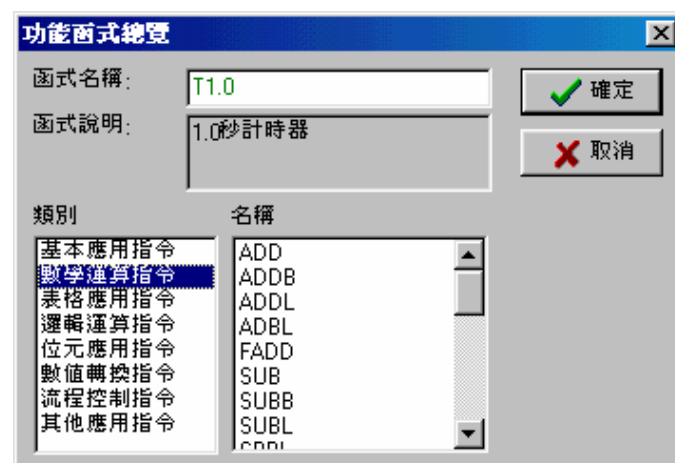 功能函式總覽
函式名稱:
T1.0
確定
函式說明:
1.0秒計時器
取消
類別
名稱
基本應用指令
數學運算指令
表格應用指令
邏輯運算指令
位元應用指令
數值轉換指令
流程控制指令
其他應用指令
ADD
ADDB
ADDL
ADBL
FADD
SUB
SUBB
SUBL